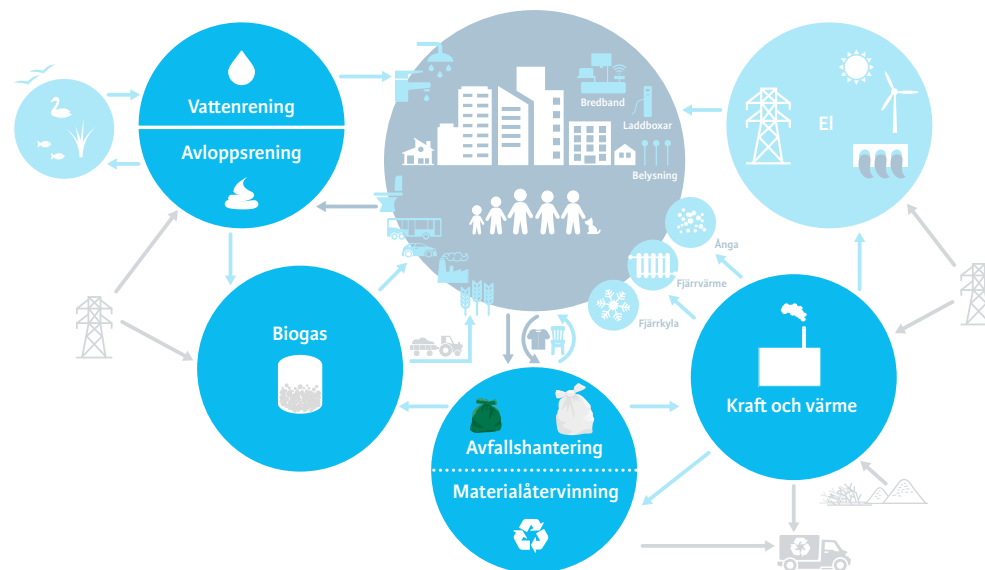 Vattenrening
Avloppsrening
Bredband
Laddboxar
Belysning
El
Ånga
Fjärrvärme
Fjärrkyla
Biogas
Kraft och värme
Avfallshantering
Materialåtervinning